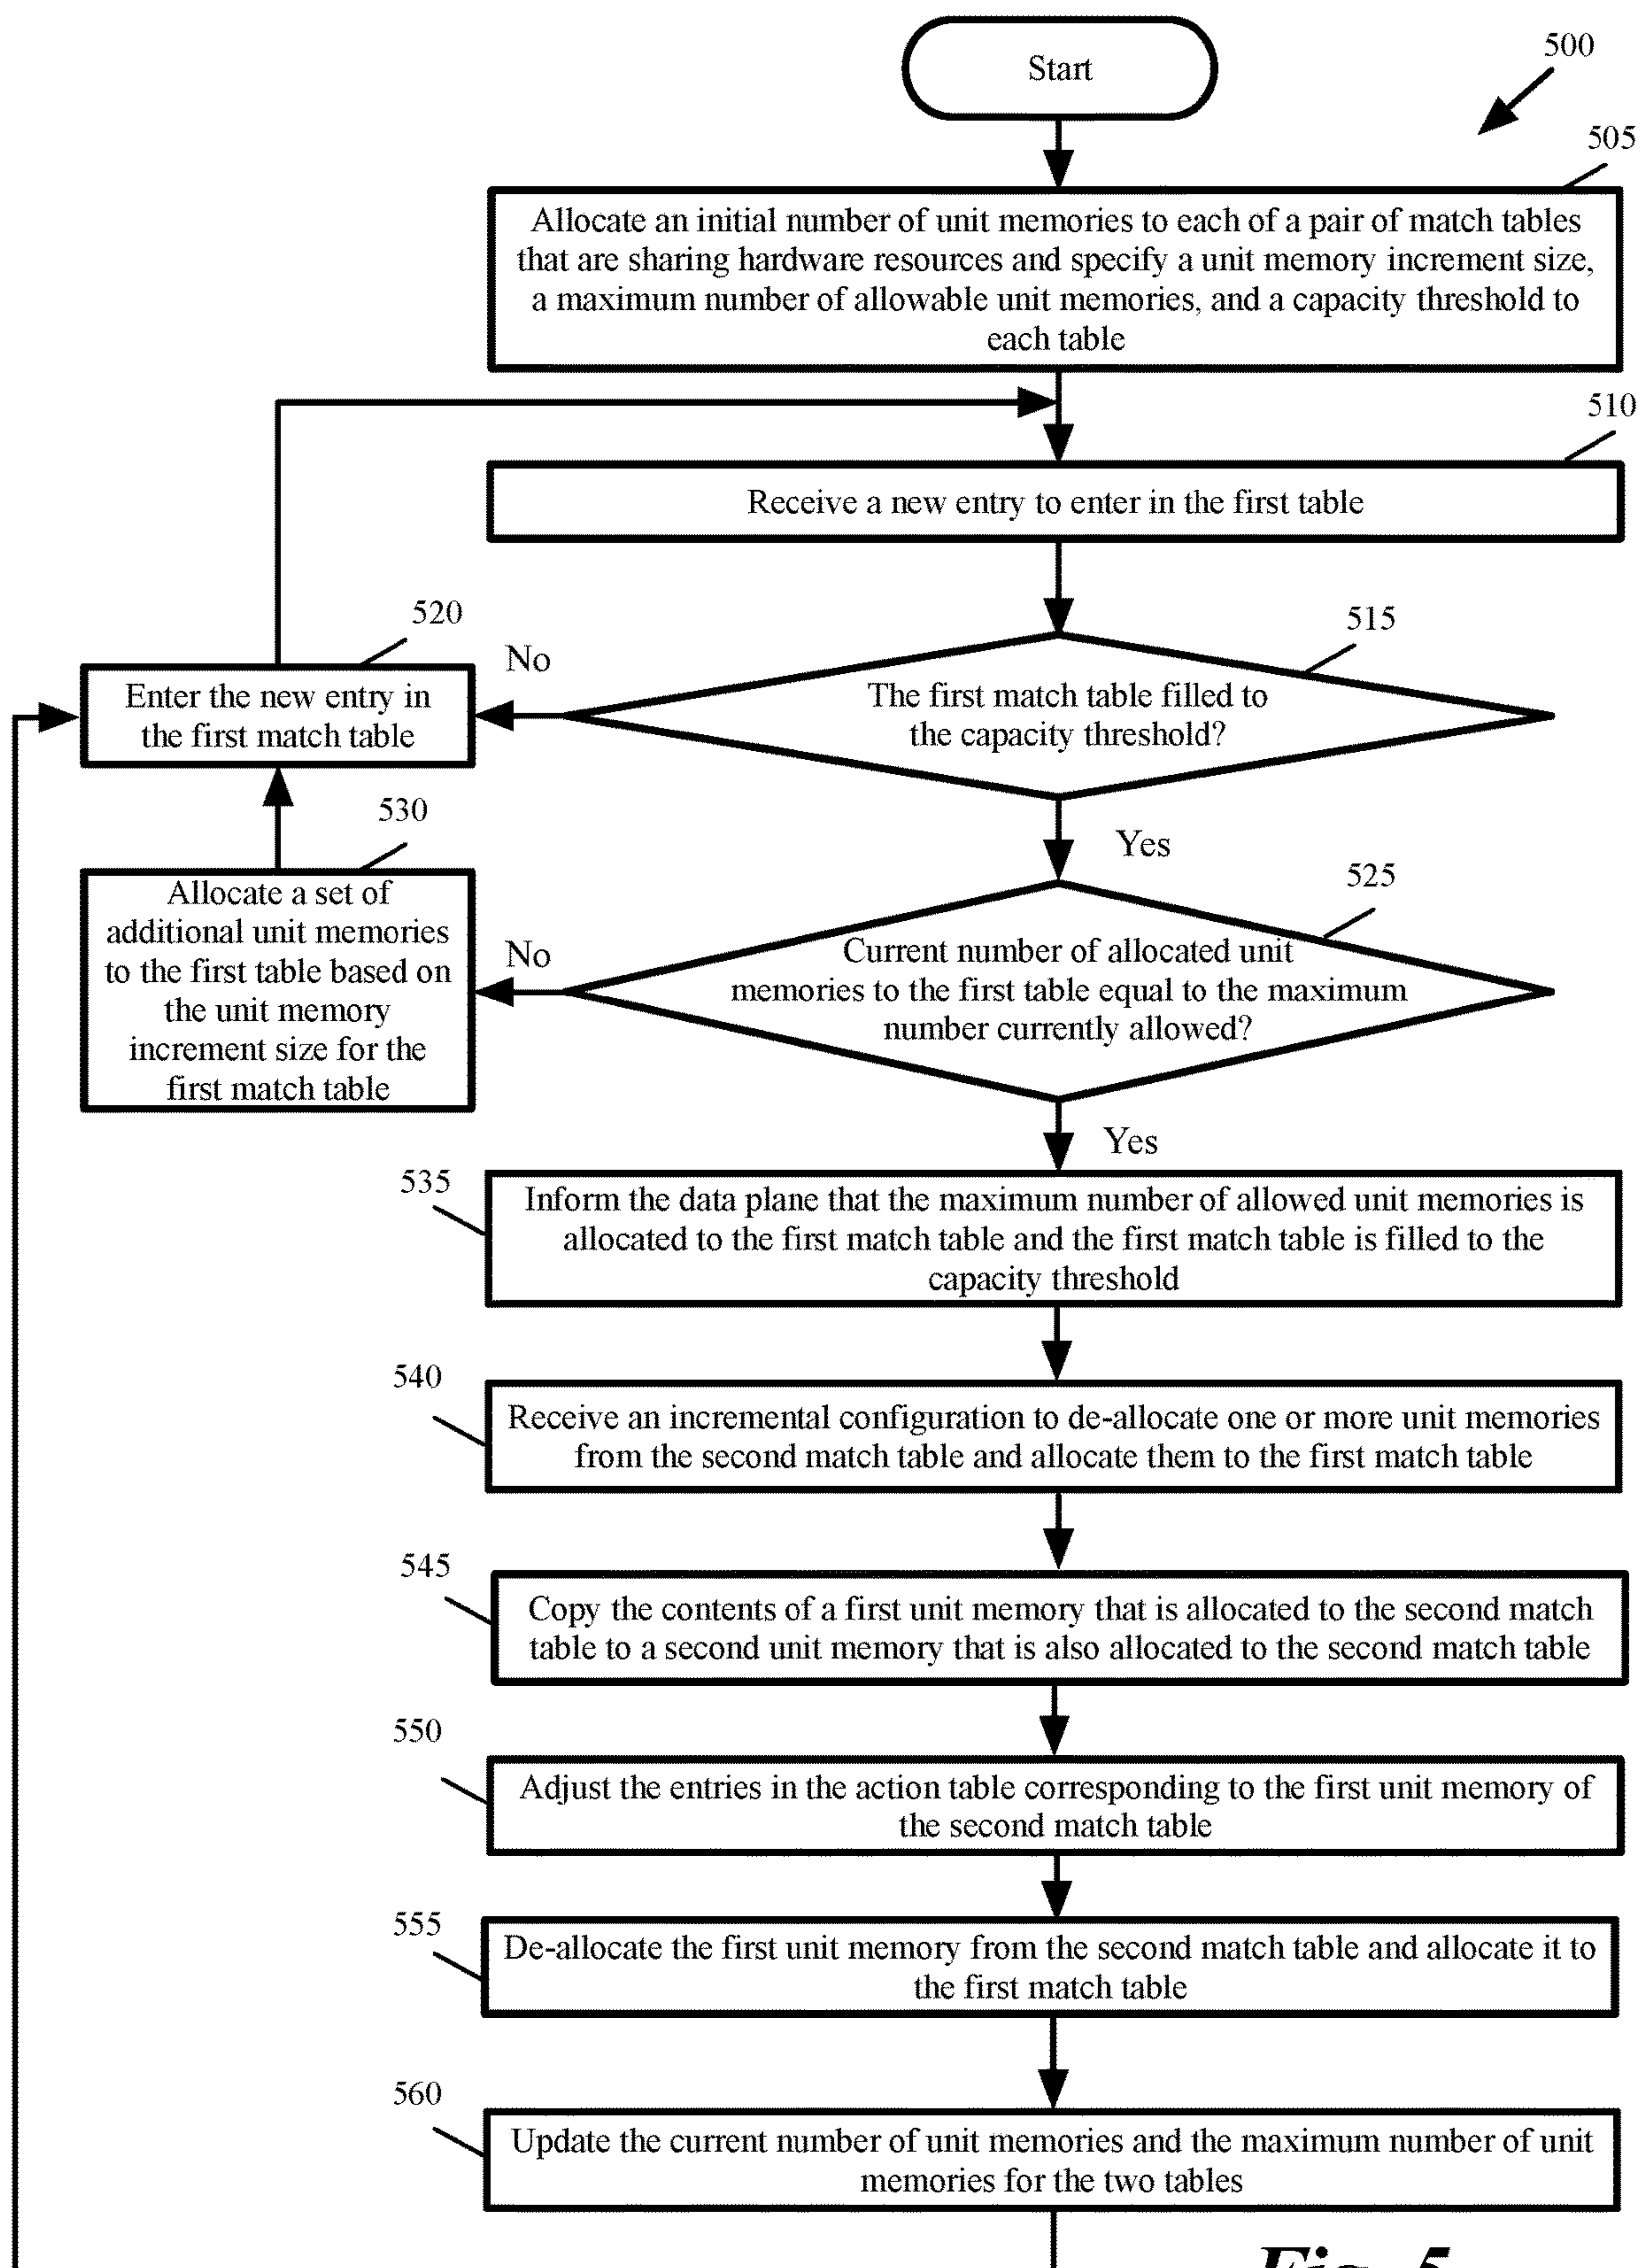 Start
500
505
Allocate an initial number of unit memories to each of a pair of match tables
that are sharing hardware resources and specify a unit memory increment size,
a maximum number of allowable unit memories, and a capacity threshold to
each table
510
Receive a new entry to enter in the first table
520
Enter the new entry in
the first match table
No
515
The first match table filled to
the capacity threshold?
Yes
530
Allocate a set of
additional unit memories
to the first table based on
the unit memory
increment size for the
first match table
No
525
Current number of allocated unit
memories to the first table equal to the maximum
number currently allowed?
Yes
535
Inform the data plane that the maximum number of allowed unit memories is
allocated to the first match table and the first match table is filled to the
capacity threshold
540
Receive an incremental configuration to de-allocate one or more unit memories
from the second match table and allocate them to the first match table
545
Copy the contents of a first unit memory that is allocated to the second match
table to a second unit memory that is also allocated to the second match table
550
Adjust the entries in the action table corresponding to the first unit memory of
the second match table
555
De-allocate the first unit memory from the second match table and allocate it to
the first match table
560
Update the current number of unit memories and the maximum number of unit
memories for the two tables
Fig. 5